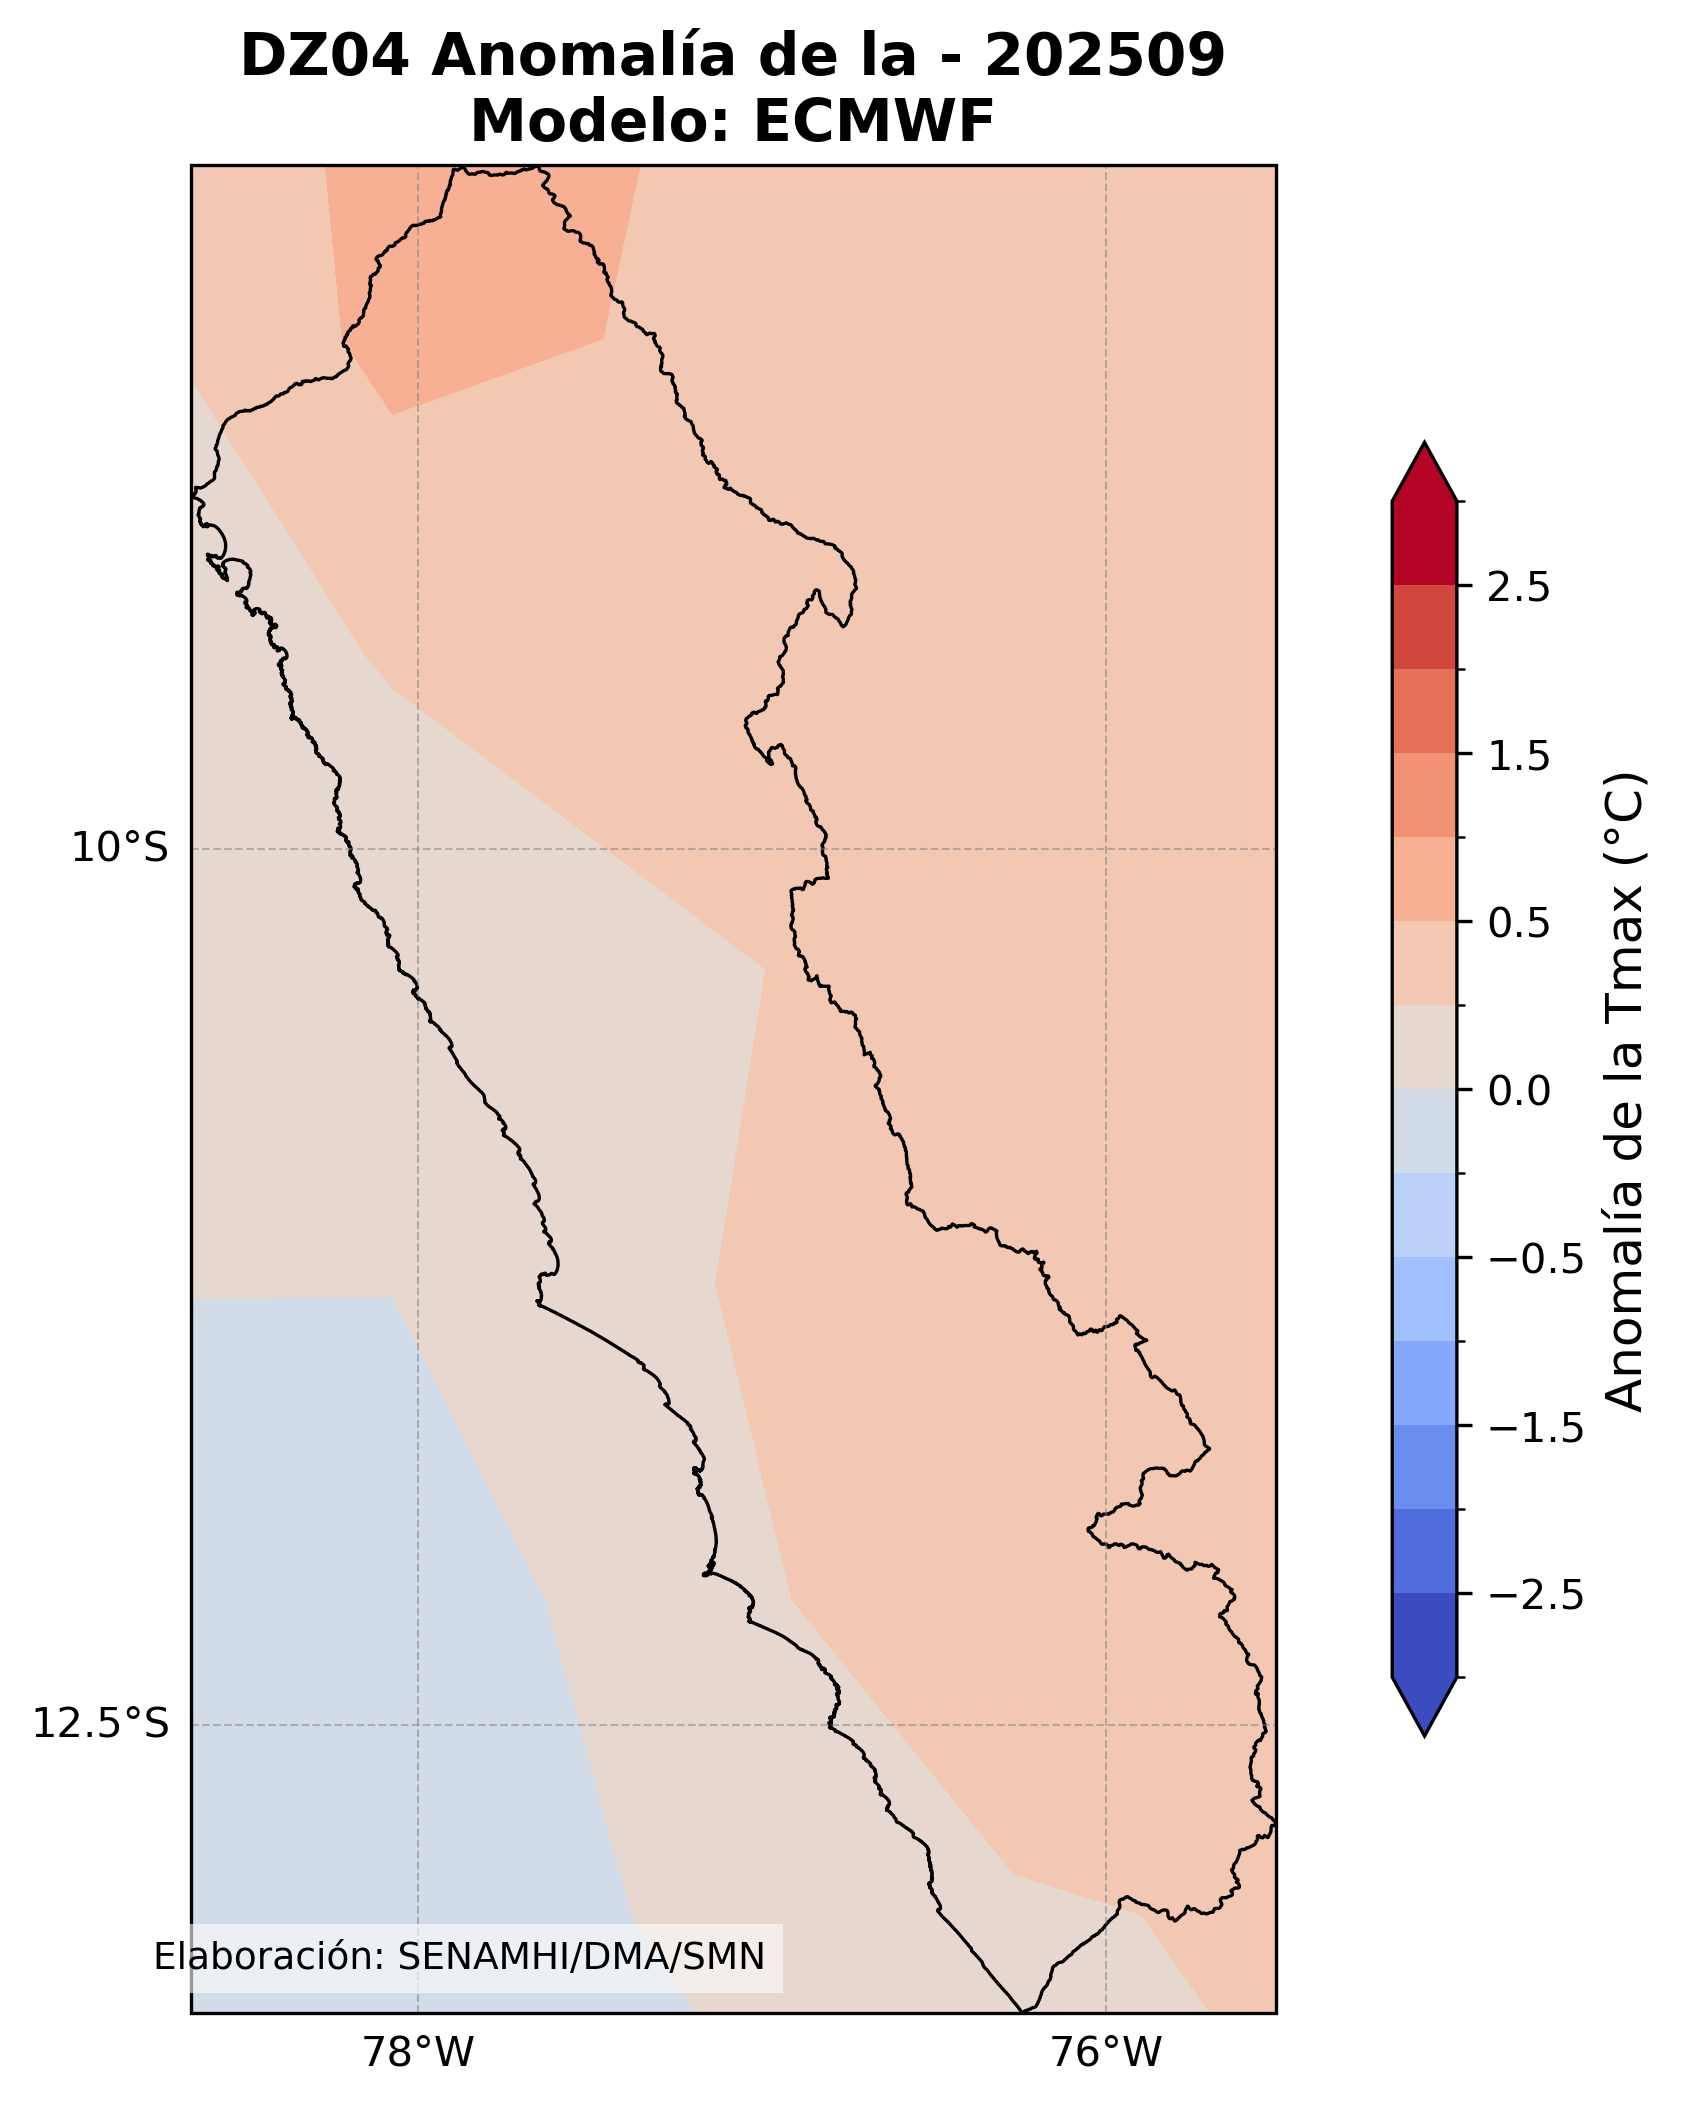 DZ04 Anomalía de la - 202509
Modelo: ECMWF
2.5
1.5
0.5
0.0
−0.5
−1.5
−2.5
Anomalía de la Tmax (°C)
10°S
12.5°S
Elaboración: SENAMHI/DMA/SMN
78°W
76°W